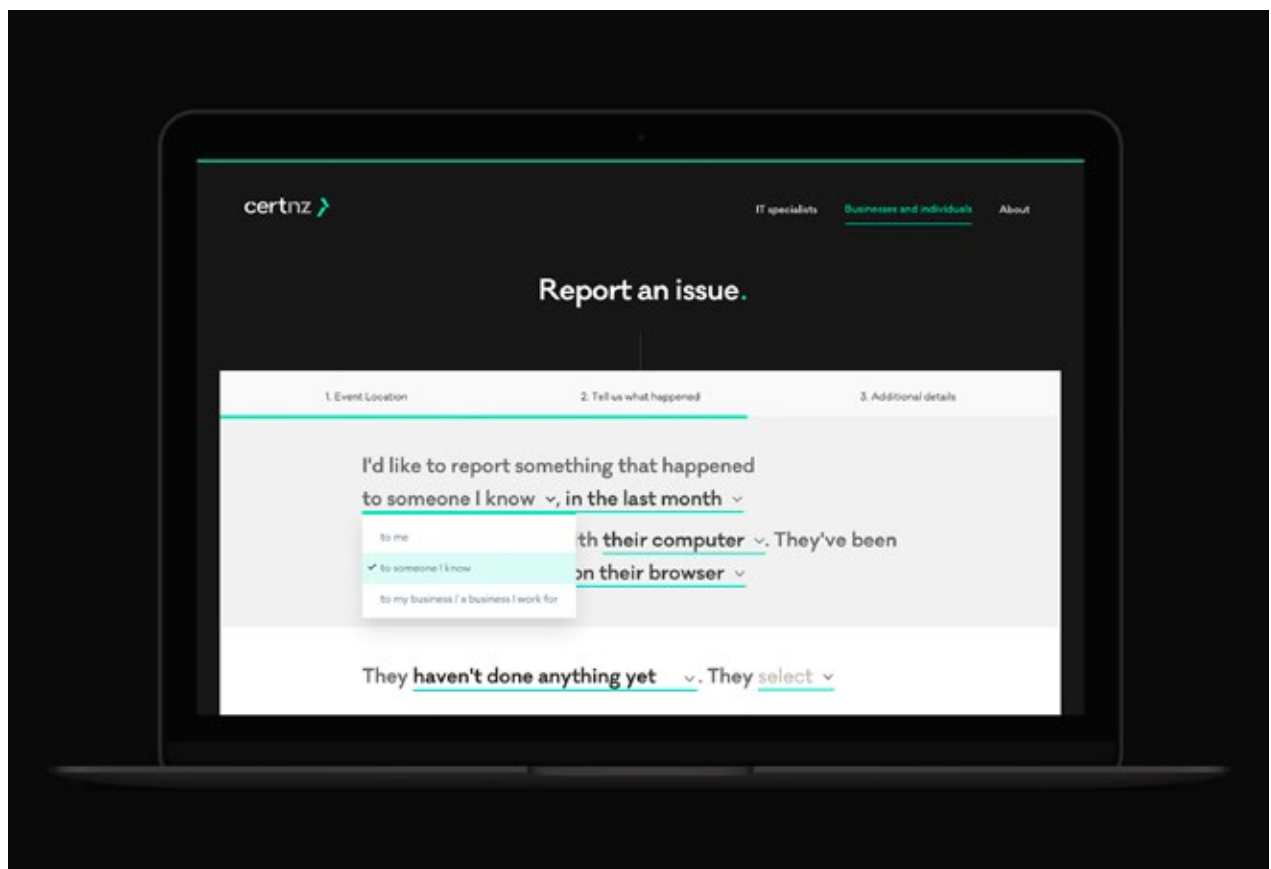 certnz
IT specialists Businesses and individuals About
Report an issue.
1. Event Location 2. Tell us what happened 3. Additional details
I'd like to report something that happened
to someone I know , in the last month
to me
th their computer . They've been
to someone I know
on their browser
to my business / a business I work for
They haven't done anything yet . They select